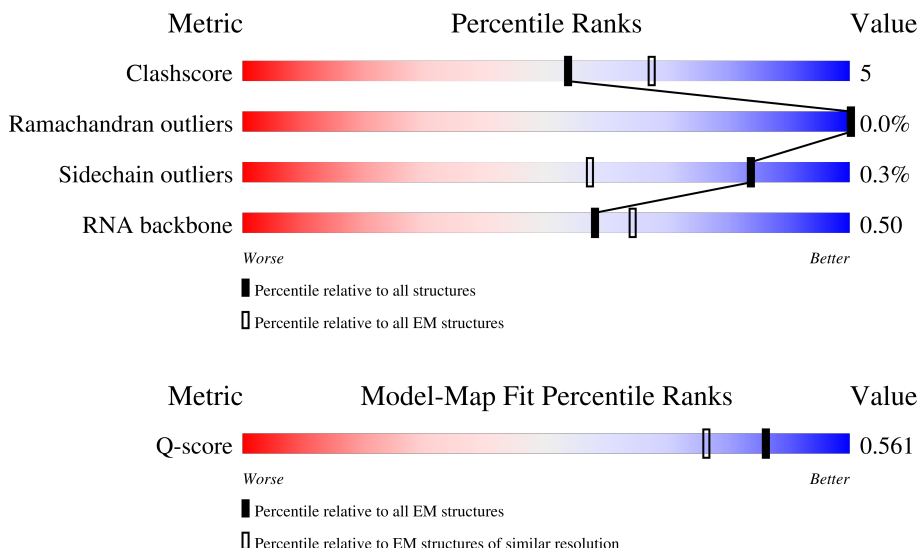 Metric Percentile Ranks Value
Clashscore 5
Ramachandran outliers 0.0%
Sidechain outliers 0.3%
RNA backbone 0.50
Worse Better
Percentile relative to all structures
Percentile relative to all EM structures
Metric Model-Map Fit Percentile Ranks Value
Q-score 0.561
Worse Better
Percentile relative to all EM structures
Percentile relative to EM structures of similar resolution